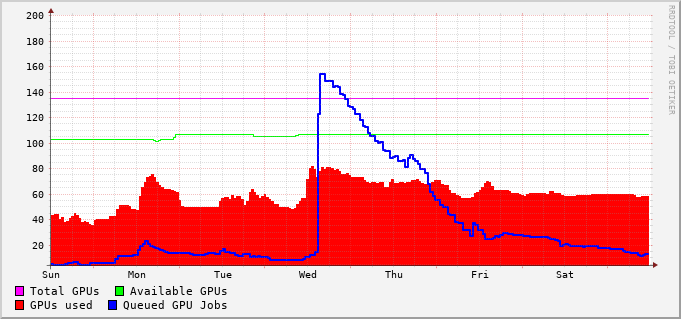 RRDTOOL / TOBI OETIKER
200
180
160
140
120
100
80
60
40
20
Sun Mon Tue Wed Thu Fri Sat
Total GPUs Available GPUs
GPUs used Queued GPU Jobs